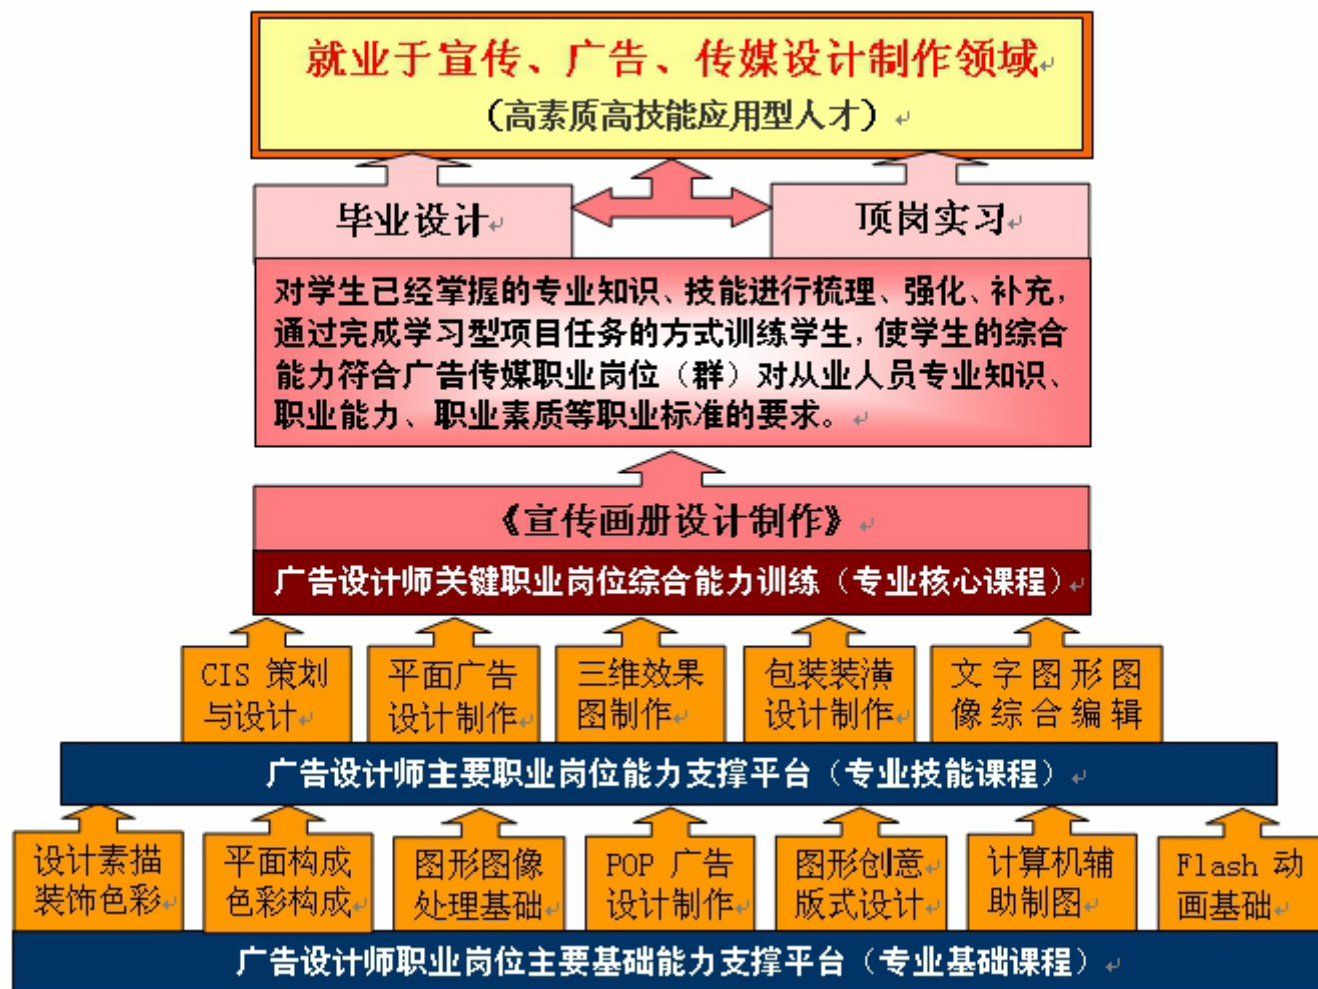 就业于宣传、广告、传媒设计制作领域
（高素质高技能应用型人才）
毕业设计
顶岗实习
对学生已经掌握的专业知识、技能进行梳理、强化、补充，
通过完成学习型项目任务的方式训练学生，使学生的综合
能力符合广告传媒职业岗位（群）对从业人员专业知识、
职业能力、职业素质等职业标准的要求。
《宣传画册设计制作》
广告设计师关键职业岗位综合能力训练（专业核心课程）
CIS 策划
与设计
平面广告
设计制作
三维效果
图制作
包装装潢
设计制作
文字图形图
像综合编辑
广告设计师主要职业岗位能力支撑平台（专业技能课程）
设计素描
装饰色彩
平面构成
色彩构成
图形图像
处理基础
POP 广告
设计制作
图形创意
版式设计
计算机辅
助制图
Flash 动
画基础
广告设计师职业岗位主要基础能力支撑平台（专业基础课程）